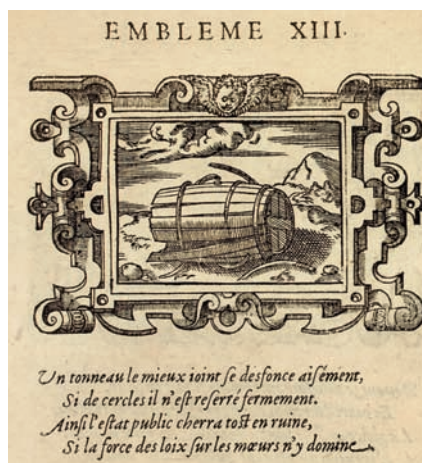 EMBLEME XIII.
Un tonneau le mieux ioint se desfonce aisément,
Si de cercles il n'est reserré fermement.
Ainsi l'estat public cherra tost en ruine,
Si la force des loix sur les mœurs n'y domine.